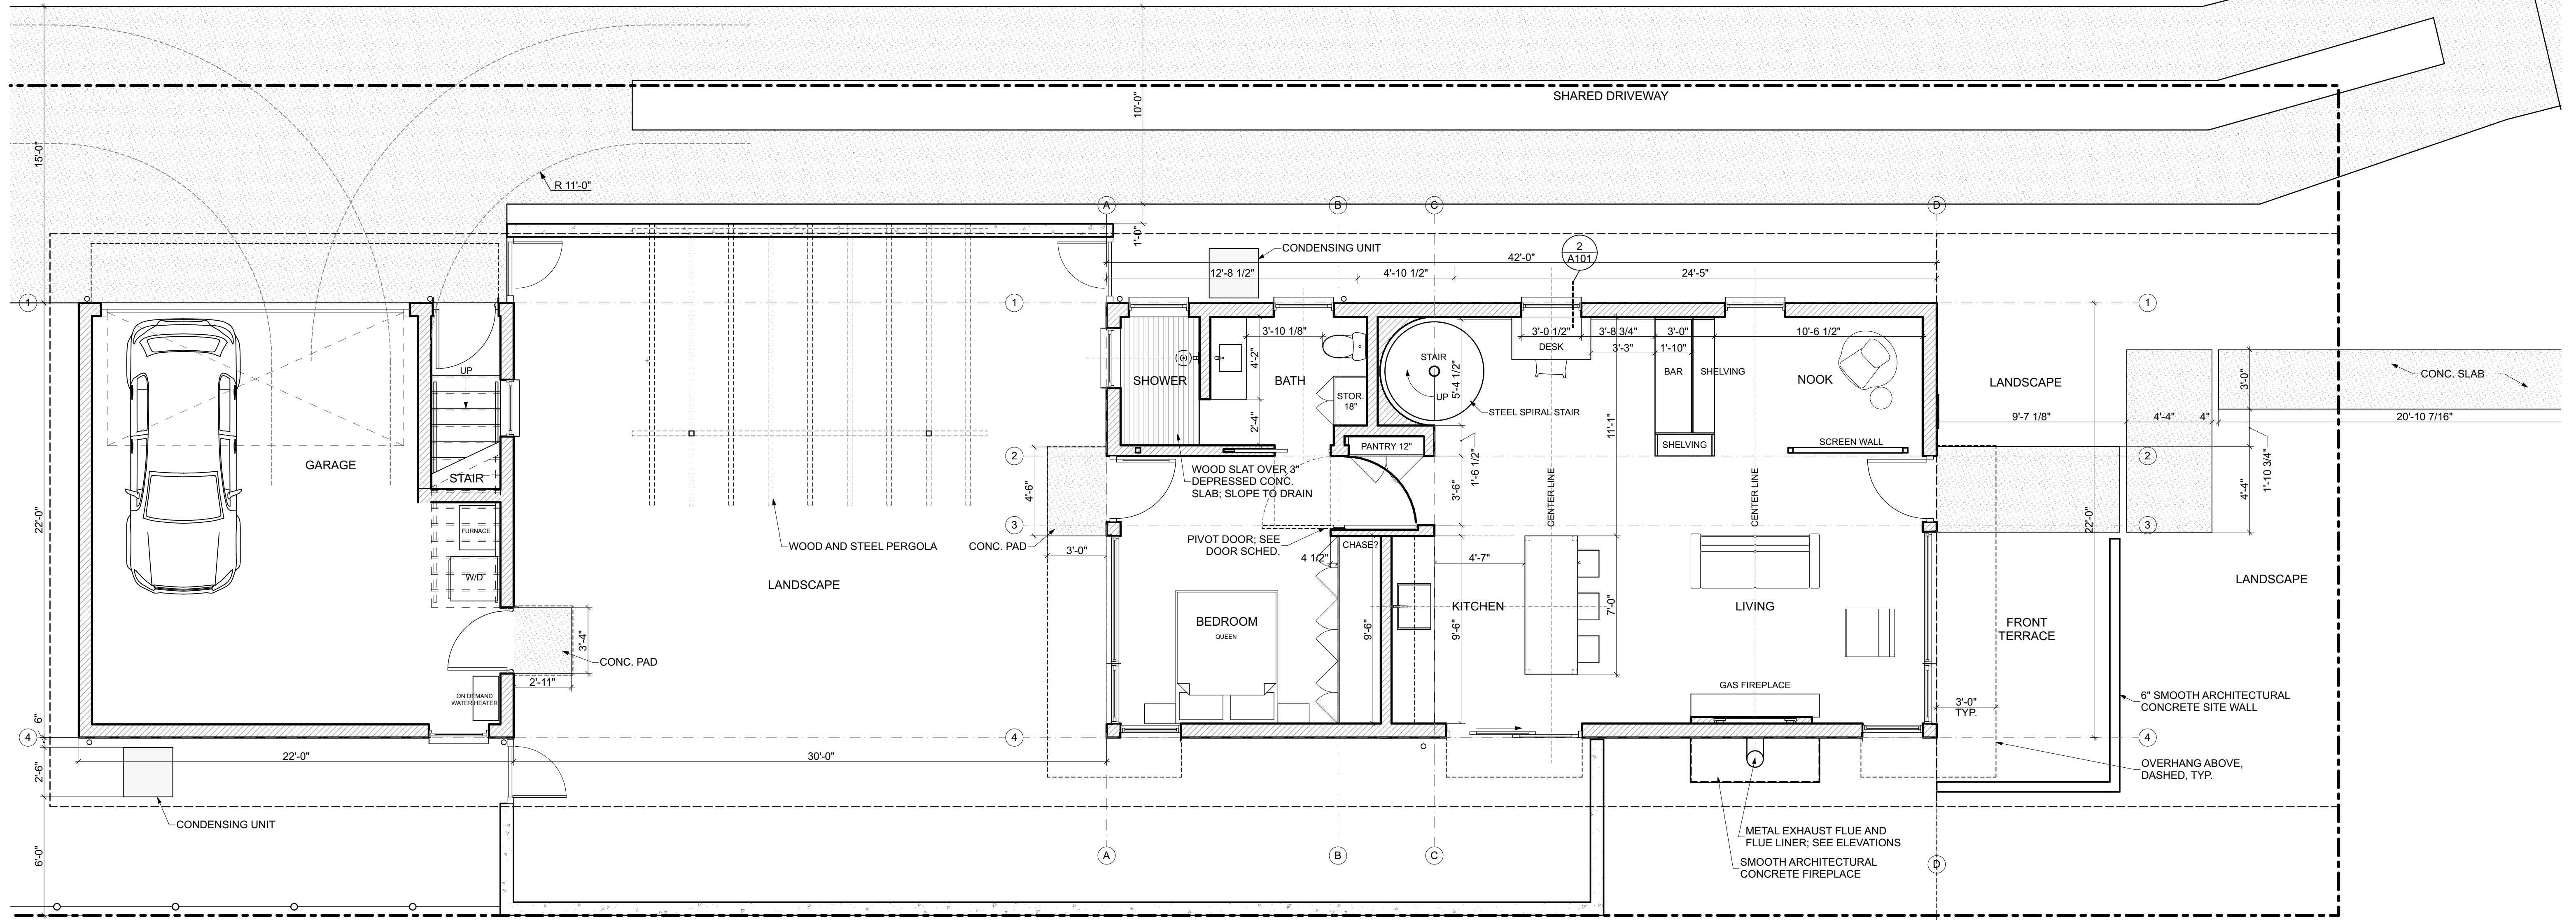 SHARED DRIVEWAY
10'-0"
15'-0"
R 11'-0"
A
B
C
D
1'-0"
CONDENSING UNIT
2
A101
42'-0"
12'-8 1/2"
4'-10 1/2"
24'-5"
1
1
1
3'-10 1/8"
3'-0 1/2"
3'-8 3/4"
3'-0"
10'-6 1/2"
DESK
3'-3"
1'-10"
STAIR
UP
5'-4 1/2"
4'-2"
UP
SHOWER
BATH
BAR
SHELVING
NOOK
LANDSCAPE
CONC. SLAB
3'-0"
STOR.
18"
STEEL SPIRAL STAIR
9'-7 1/8"
4'-4"
4"
20'-10 7/16"
2'-4"
11'-1"
PANTRY 12"
SHELVING
SCREEN WALL
GARAGE
STAIR
2
2
2
WOOD SLAT OVER 3"
DEPRESSED CONC.
SLAB; SLOPE TO DRAIN
1'-6 1/2"
1'-10 3/4"
4'-6"
3'-6"
4'-4"
CENTER LINE
CENTER LINE
22'-0"
22'-0"
3
3
FURNACE
WOOD AND STEEL PERGOLA
CONC. PAD
3'-0"
PIVOT DOOR; SEE
DOOR SCHED.
CHASE?
4 1/2"
4'-7"
W/D
LANDSCAPE
LANDSCAPE
7'-0"
KITCHEN
LIVING
BEDROOM
QUEEN
9'-6"
9'-6"
FRONT
TERRACE
3'-4"
CONC. PAD
2'-11"
ON DEMAND
WATER HEATER
GAS FIREPLACE
3'-0"
TYP.
6" SMOOTH ARCHITECTURAL
CONCRETE SITE WALL
6"
4
4
4
22'-0"
30'-0"
2'-6"
OVERHANG ABOVE,
DASHED, TYP.
CONDENSING UNIT
METAL EXHAUST FLUE AND
FLUE LINER; SEE ELEVATIONS
SMOOTH ARCHITECTURAL
CONCRETE FIREPLACE
6'-0"
A
B
C
D